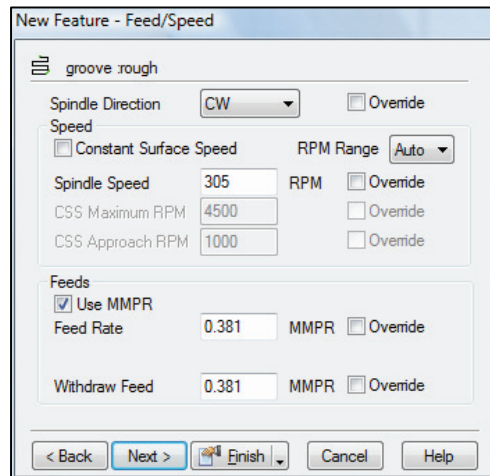 New Feature - Feed/Speed
groove :rough
Spindle Direction CW Override
Speed
Constant Surface Speed RPM Range Auto
Spindle Speed 305 RPM Override
CSS Maximum RPM 4500 Override
CSS Approach RPM 1000 Override
Feeds
Use MMPR
Feed Rate 0.381 MMPR Override
Withdraw Feed 0.381 MMPR Override
< Back Next > Finish Cancel Help